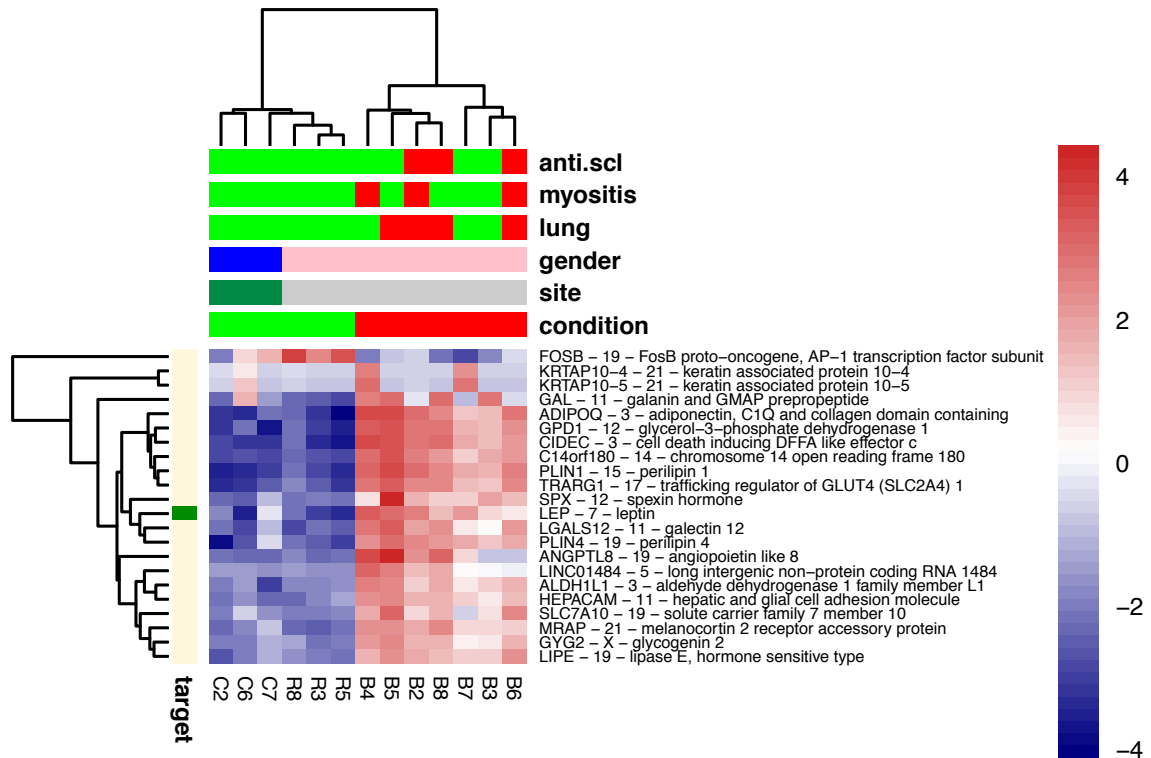 anti.scl
myositis
lung
gender
site
condition
FOSB − 19 − FosB proto−oncogene, AP−1 transcription factor subunit
KRTAP10−4 − 21 − keratin associated protein 10−4
KRTAP10−5 − 21 − keratin associated protein 10−5
GAL − 11 − galanin and GMAP prepropeptide
ADIPOQ − 3 − adiponectin, C1Q and collagen domain containing
GPD1 − 12 − glycerol−3−phosphate dehydrogenase 1
CIDEC − 3 − cell death inducing DFFA like effector c
C14orf180 − 14 − chromosome 14 open reading frame 180
PLIN1 − 15 − perilipin 1
TRARG1 − 17 − trafficking regulator of GLUT4 (SLC2A4) 1
SPX − 12 − spexin hormone
LEP − 7 − leptin
LGALS12 − 11 − galectin 12
PLIN4 − 19 − perilipin 4
ANGPTL8 − 19 − angiopoietin like 8
LINC01484 − 5 − long intergenic non−protein coding RNA 1484
ALDH1L1 − 3 − aldehyde dehydrogenase 1 family member L1
HEPACAM − 11 − hepatic and glial cell adhesion molecule
SLC7A10 − 19 − solute carrier family 7 member 10
MRAP − 21 − melanocortin 2 receptor accessory protein
GYG2 − X − glycogenin 2
LIPE − 19 − lipase E, hormone sensitive type
target
C2
C6
C7
R8
R3
R5
B4
B5
B2
B8
B7
B3
B6
4
2
0
−2
−4